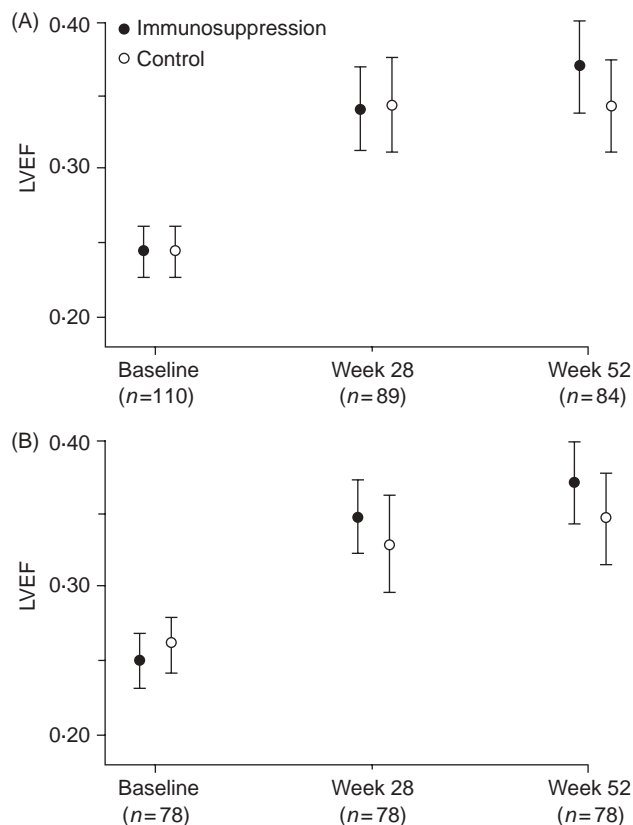 (A)
0·40
● Immunosuppression
○ Control
LVEF
0·30
0·20
Baseline Week 28 Week 52
(n=110) (n=89) (n=84)
(B)
0·40
LVEF
0·30
0·20
Baseline Week 28 Week 52
(n=78) (n=78) (n=78)